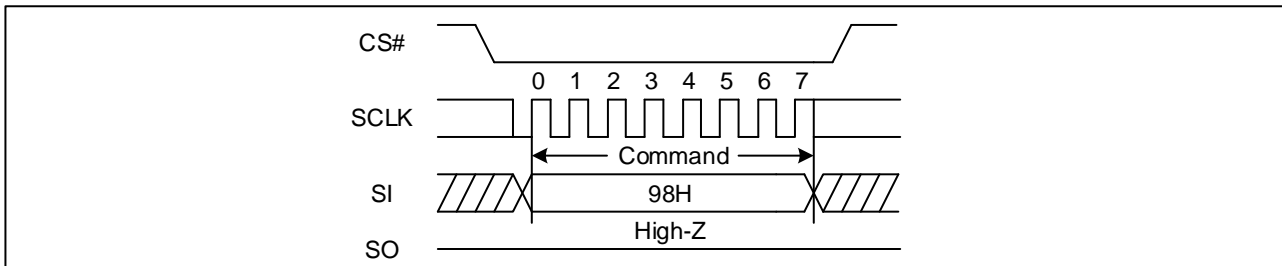 CS#
0 1 2 3 4 5 6 7
SCLK
Command
SI
98H
High-Z
SO